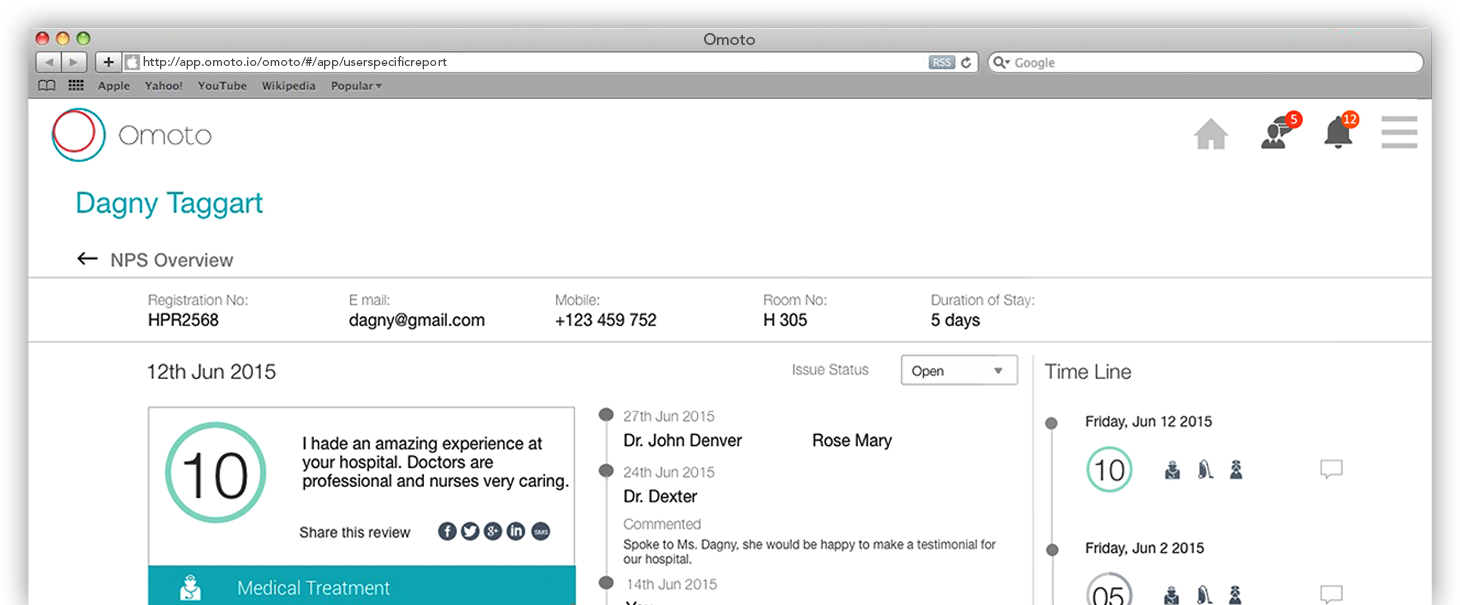 Omoto
http://app.omoto.io/omoto/#/app/userspecificreport
RSS
Google
Apple Yahoo! YouTube Wikipedia Popular
Omoto
5
12
Dagny Taggart
NPS Overview
Registration No: E mail: Mobile: Room No: Duration of Stay:
HPR2568 dagny@gmail.com +123 459 752 H 305 5 days
12th Jun 2015
Issue Status Open
10
I hade an amazing experience at
your hospital. Doctors are
professional and nurses very caring.
Share this review
SMS
Medical Treatment
27th Jun 2015
Dr. John Denver Rose Mary
24th Jun 2015
Dr. Dexter
Commented
Spoke to Ms. Dagny, she would be happy to make a testimonial for
our hospital.
14th Jun 2015
Time Line
Friday, Jun 12 2015
10
Friday, Jun 2 2015
05